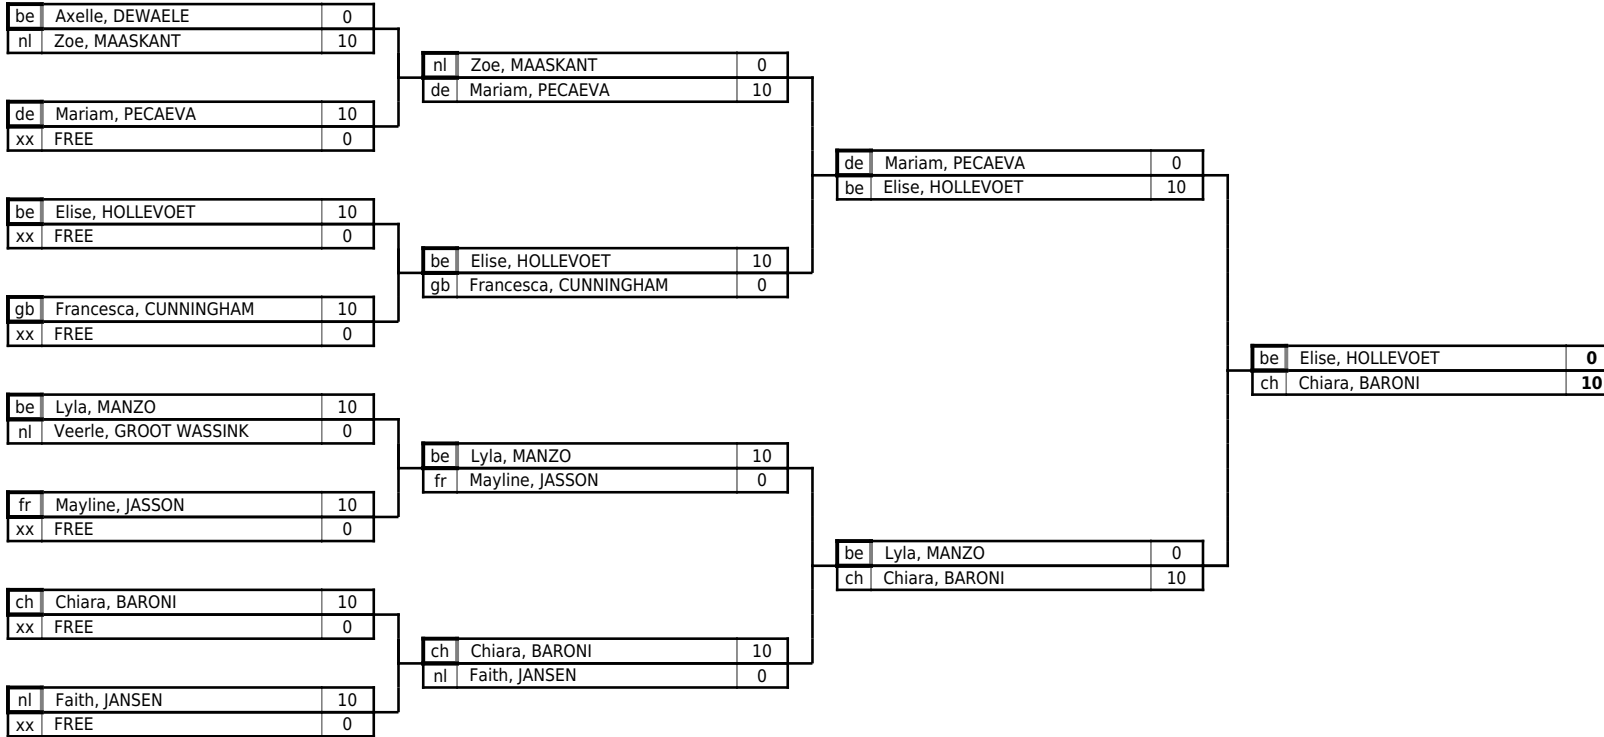 be Axelle, DEWAELE 0
nl Zoe, MAASKANT 10
de Mariam, PECAEVA 10
xx FREE 0
be Elise, HOLLEVOET 10
xx FREE 0
gb Francesca, CUNNINGHAM 10
xx FREE 0
be Lyla, MANZO 10
nl Veerle, GROOT WASSINK 0
fr Mayline, JASSON 10
xx FREE 0
ch Chiara, BARONI 10
xx FREE 0
nl Faith, JANSEN 10
xx FREE 0
nl Zoe, MAASKANT 0
de Mariam, PECAEVA 10
be Elise, HOLLEVOET 10
gb Francesca, CUNNINGHAM 0
be Lyla, MANZO 10
fr Mayline, JASSON 0
ch Chiara, BARONI 10
nl Faith, JANSEN 0
de Mariam, PECAEVA 0
be Elise, HOLLEVOET 10
be Lyla, MANZO 0
ch Chiara, BARONI 10
be Elise, HOLLEVOET 0
ch Chiara, BARONI 10